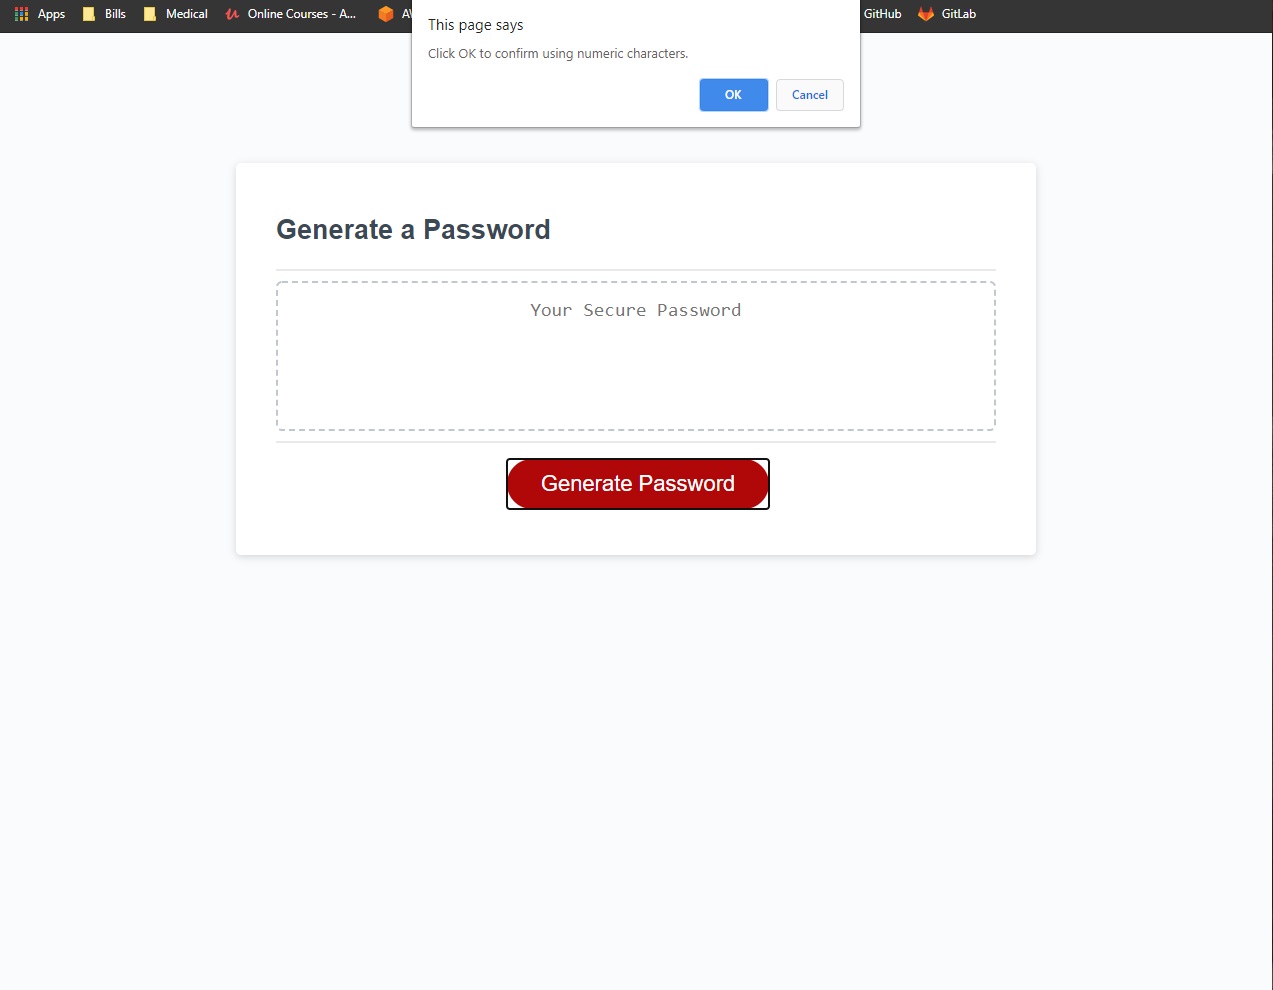 Apps Bills Medical Online Courses - A... GitHub GitLab
This page says
Click OK to confirm using numeric characters.
OK Cancel
Generate a Password
Your Secure Password
Generate Password